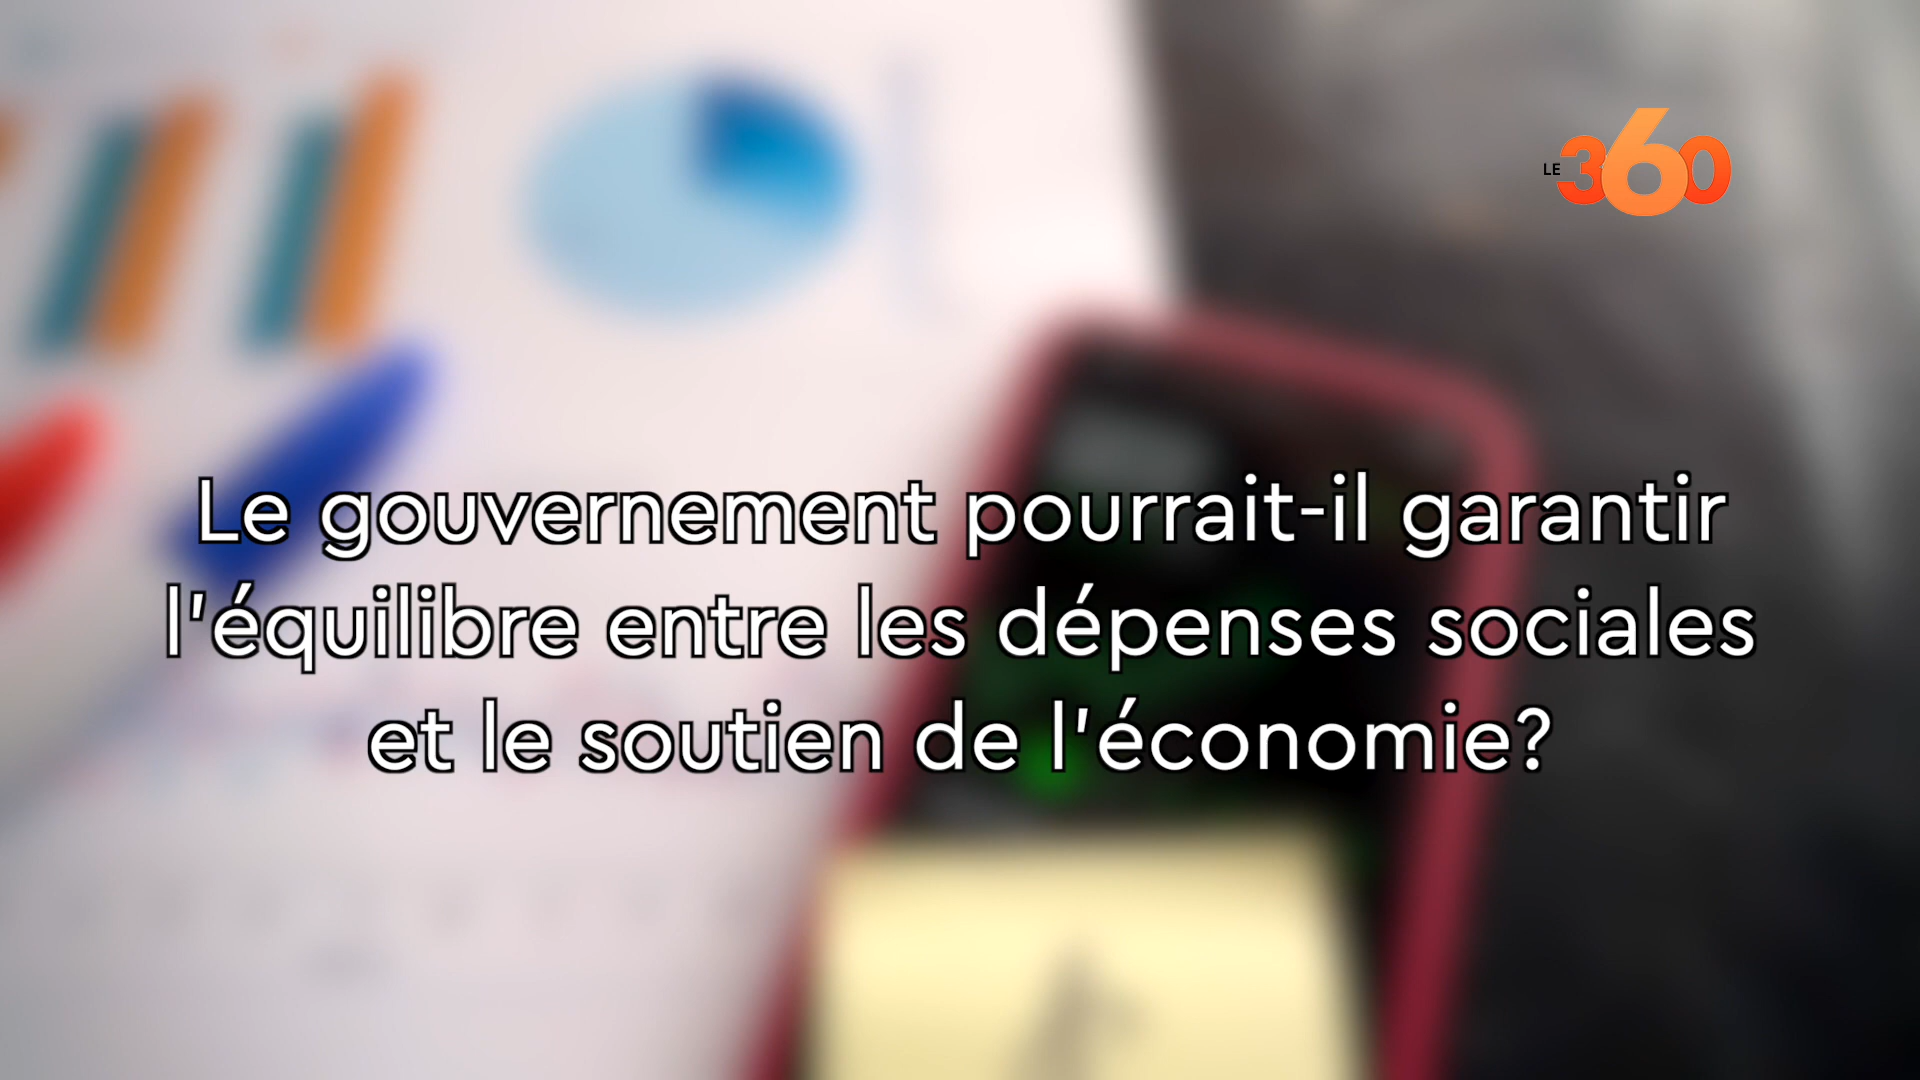 LE 360
Le gouvernement pourrait-il garantir
l'équilibre entre les dépenses sociales
et le soutien de l'économie?